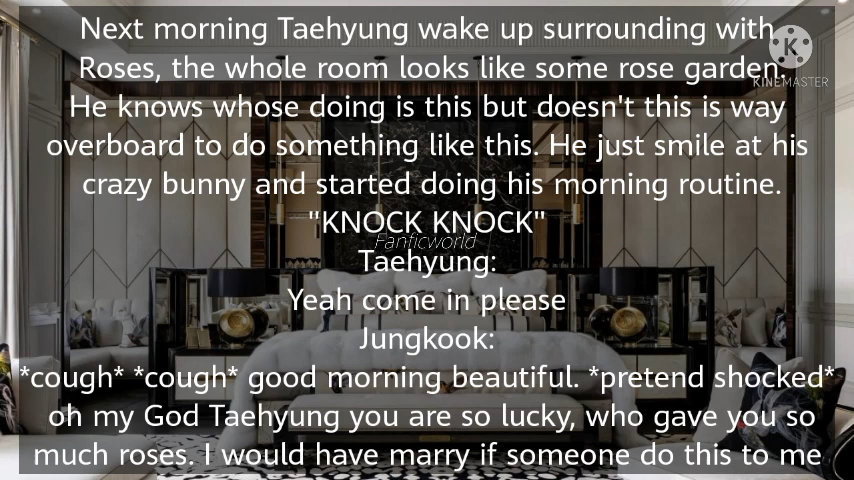 Next morning Taehyung wake up surrounding with
Roses, the whole room looks like some rose garden.
He knows whose doing is this but doesn't this is way
overboard to do something like this. He just smile at his
crazy bunny and started doing his morning routine.
"KNOCK KNOCK"
Fanficworld
Taehyung:
Yeah come in please
Jungkook:
*cough* *cough* good morning beautiful. *pretend shocked*
oh my God Taehyung you are so lucky, who gave you so
much roses. I would have marry if someone do this to me
K
KINEMASTER